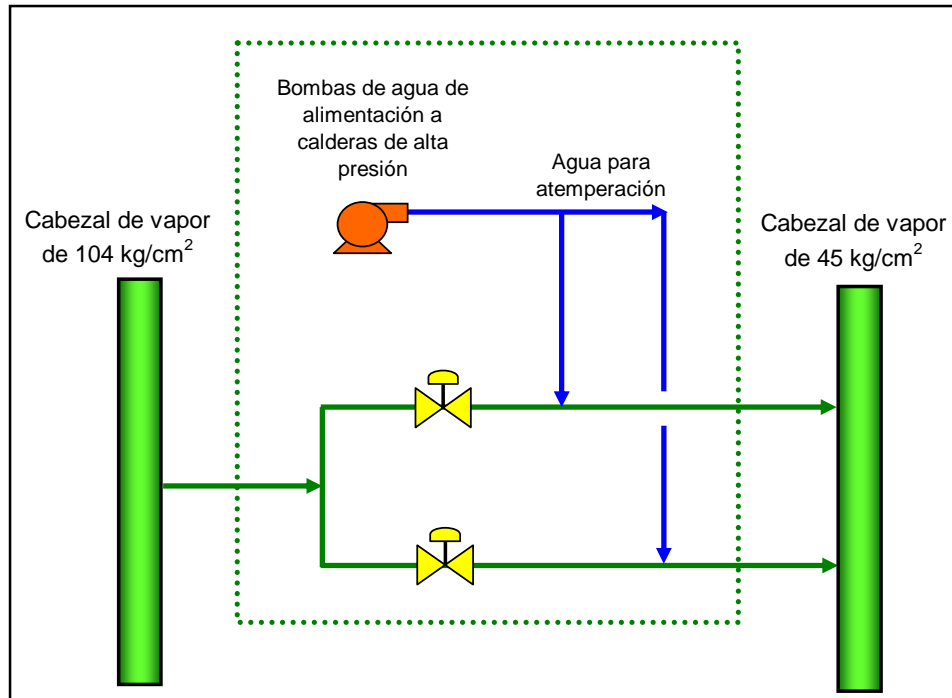 Bombas de agua de
alimentación a
calderas de alta
presión
Agua para
atemperación
Cabezal de vapor
de 104 kg/cm²
Cabezal de vapor
de 45 kg/cm²